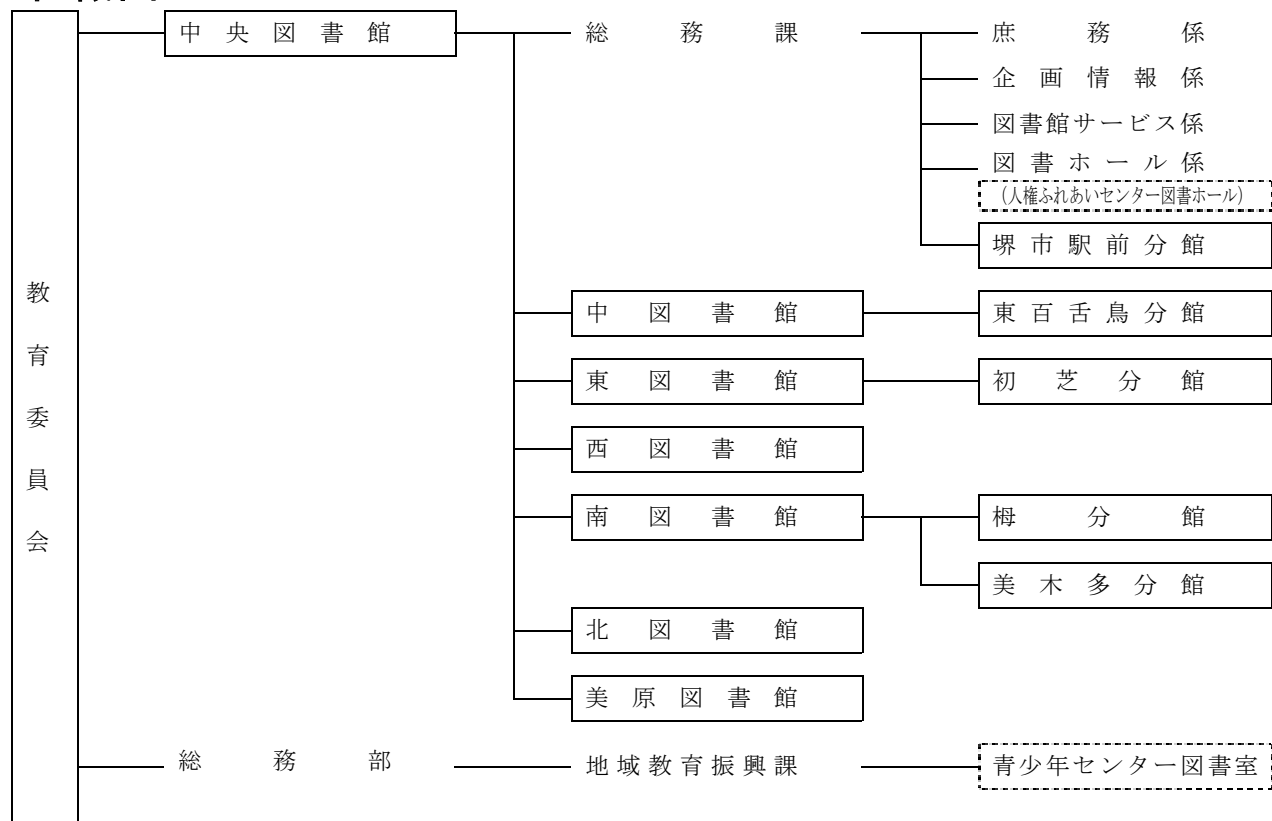 教育委員会
中央図書館
総務課
庶務係
企画情報係
図書館サービス係
図書ホール係
(人権ふれあいセンター図書ホール)
堺市駅前分館
中図書館
東百舌鳥分館
東図書館
初芝分館
西図書館
南図書館
栂分館
美木多分館
北図書館
美原図書館
総務部
地域教育振興課
青少年センター図書室